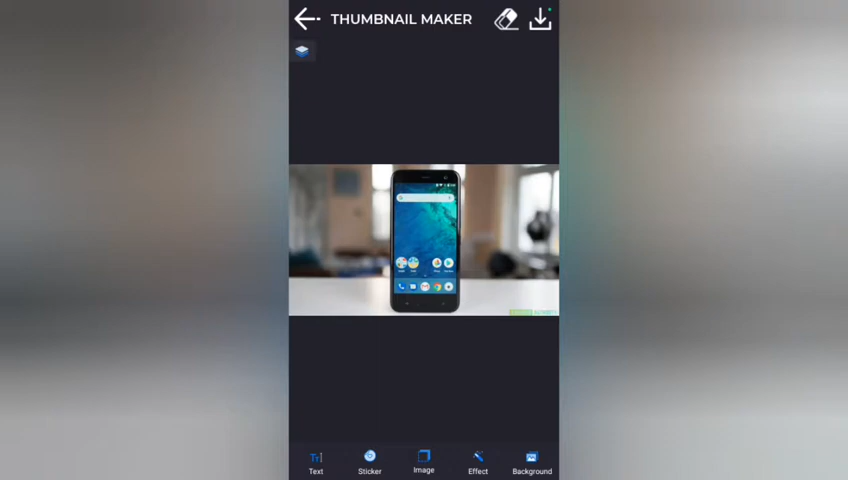 THUMBNAIL MAKER
Text
Sticker
Image
Effect
Background